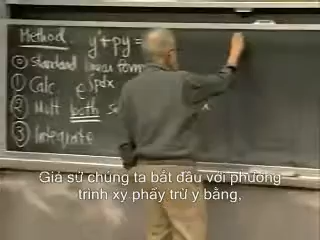 Method. y'+py =
⓪ standard linear form
① Calc. e^∫pdx
② Mult both
③ Integrate
x
Giả sử chúng ta bắt đầu với phương
trình xy phẩy trừ y bằng,